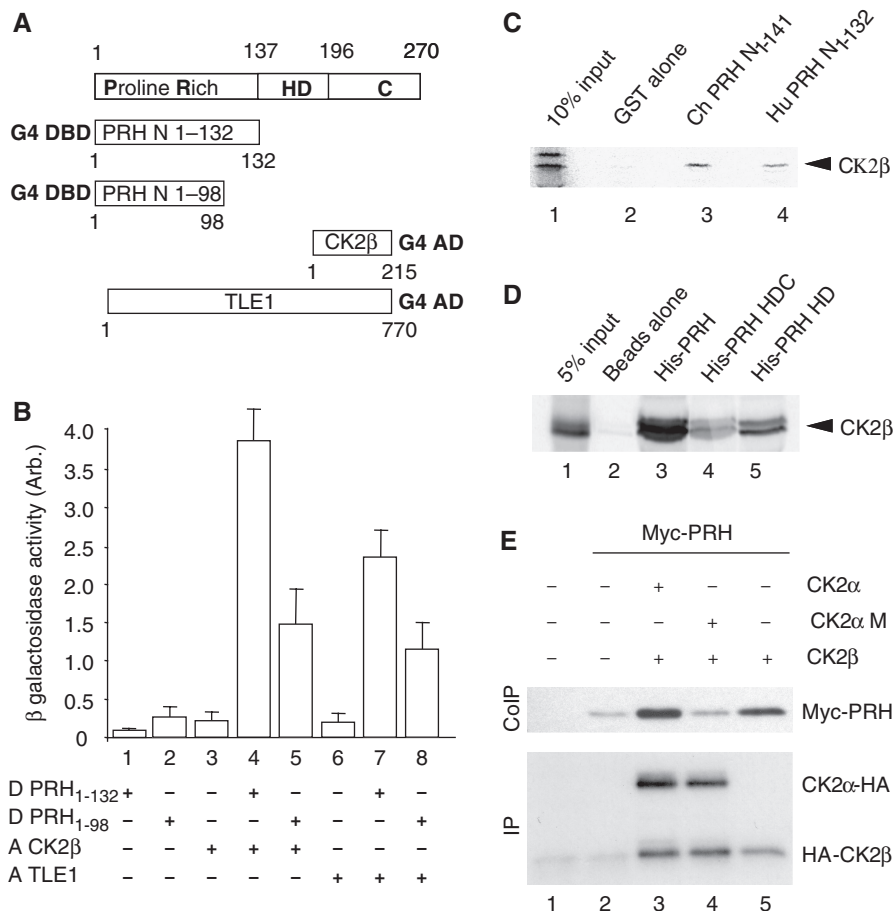 A
1 137 196 270
Proline Rich HD C
G4 DBD PRH N 1–132
1 132
G4 DBD PRH N 1–98
1 98
CK2β G4 AD
1 215
TLE1 G4 AD
1 770
B
β galactosidase activity (Arb.)
4.0
3.5
3.0
2.5
2.0
1.5
1.0
0.5
0
1 2 3 4 5 6 7 8
D PRH1-132 + – – + – – + –
D PRH1-98 – + – – + – – +
A CK2β – – + + + – – –
A TLE1 – – – – – + + +
C
10% input
GST alone
Ch PRH N1-141
Hu PRH N1-132
CK2β
1 2 3 4
D
5% input
Beads alone
His-PRH
His-PRH HDC
His-PRH HD
CK2β
1 2 3 4 5
E
Myc-PRH
– – + – – CK2α
– – – + – CK2α M
– – + + + CK2β
CoIP
Myc-PRH
IP
CK2α-HA
HA-CK2β
1 2 3 4 5